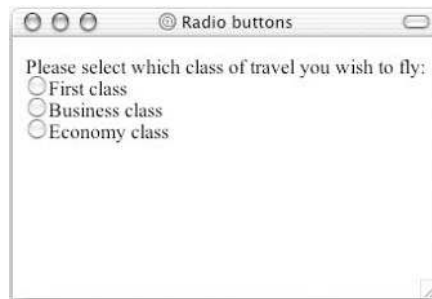 Radio buttons
Please select which class of travel you wish to fly:
First class
Business class
Economy class